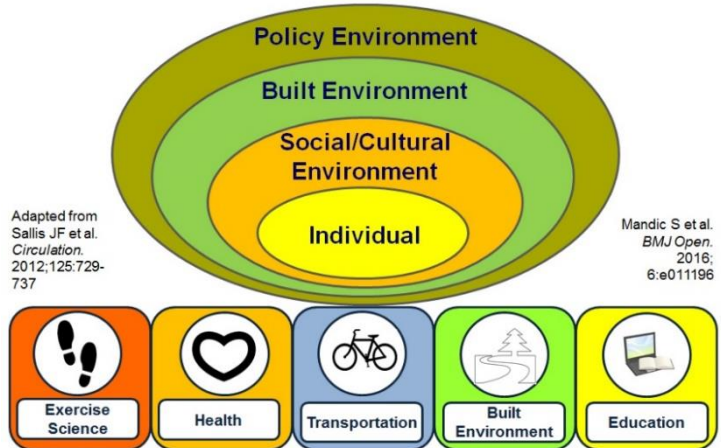 Policy Environment
Built Environment
Social/Cultural
Environment
Individual
Adapted from
Sallis JF et al.
Circulation.
2012;125:729-
737
Mandic S et al.
BMJ Open.
2016;
6:e011196
Exercise
Science
Health
Transportation
Built
Environment
Education